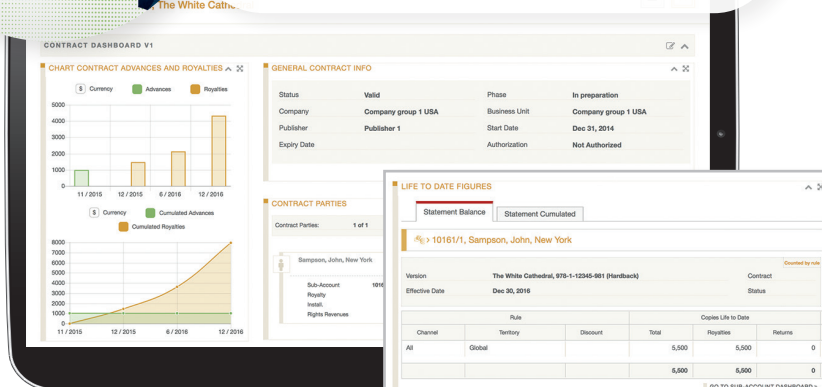 , The White Cathe
CONTRACT DASHBOARD V1
CHART CONTRACT ADVANCES AND ROYALTIES
$ Currency Advances Royalties
5000
4000
3000
2000
1000
0
11 / 2015 12 / 2015 6 / 2016 12 / 2016
$ Currency Cumulated Advances
Cumulated Royalties
8000
7000
6000
5000
4000
3000
2000
1000
0
11 / 2015 12 / 2015 6 / 2016 12 / 2016
GENERAL CONTRACT INFO
Status Valid Phase In preparation
Company Company group 1 USA Business Unit Company group 1 USA
Publisher Publisher 1 Start Date Dec 31, 2014
Expiry Date Authorization Not Authorized
CONTRACT PARTIES
Contract Parties: 1 of 1
Sampson, John, New York
Sub-Account 1016
Royalty
Install.
Rights Revenues
LIFE TO DATE FIGURES
Statement Balance Statement Cumulated
10161/1, Sampson, John, New York
Counted by rule
Version The White Cathedral, 978-1-12345-981 (Hardback) Contract
Effective Date Dec 30, 2016 Status
Rule Copies Life to Date
Channel Territory Discount Total Royalties Returns
All Global 5,500 5,500 0
5,500 5,500 0
GO TO SUB-ACCOUNT DASHBOARD >